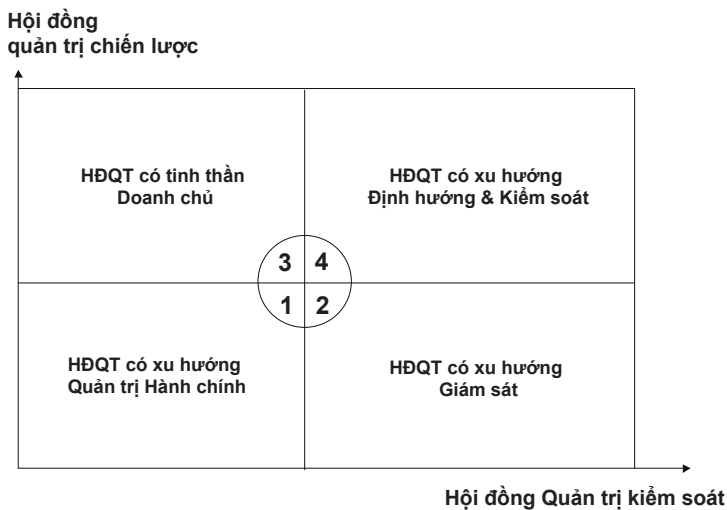 Hội đồng
quản trị chiến lược
HĐQT có tinh thần
Doanh chủ
HĐQT có xu hướng
Định hướng & Kiểm soát
3 4
1 2
HĐQT có xu hướng
Quản trị Hành chính
HĐQT có xu hướng
Giám sát
Hội đồng Quản trị kiểm soát